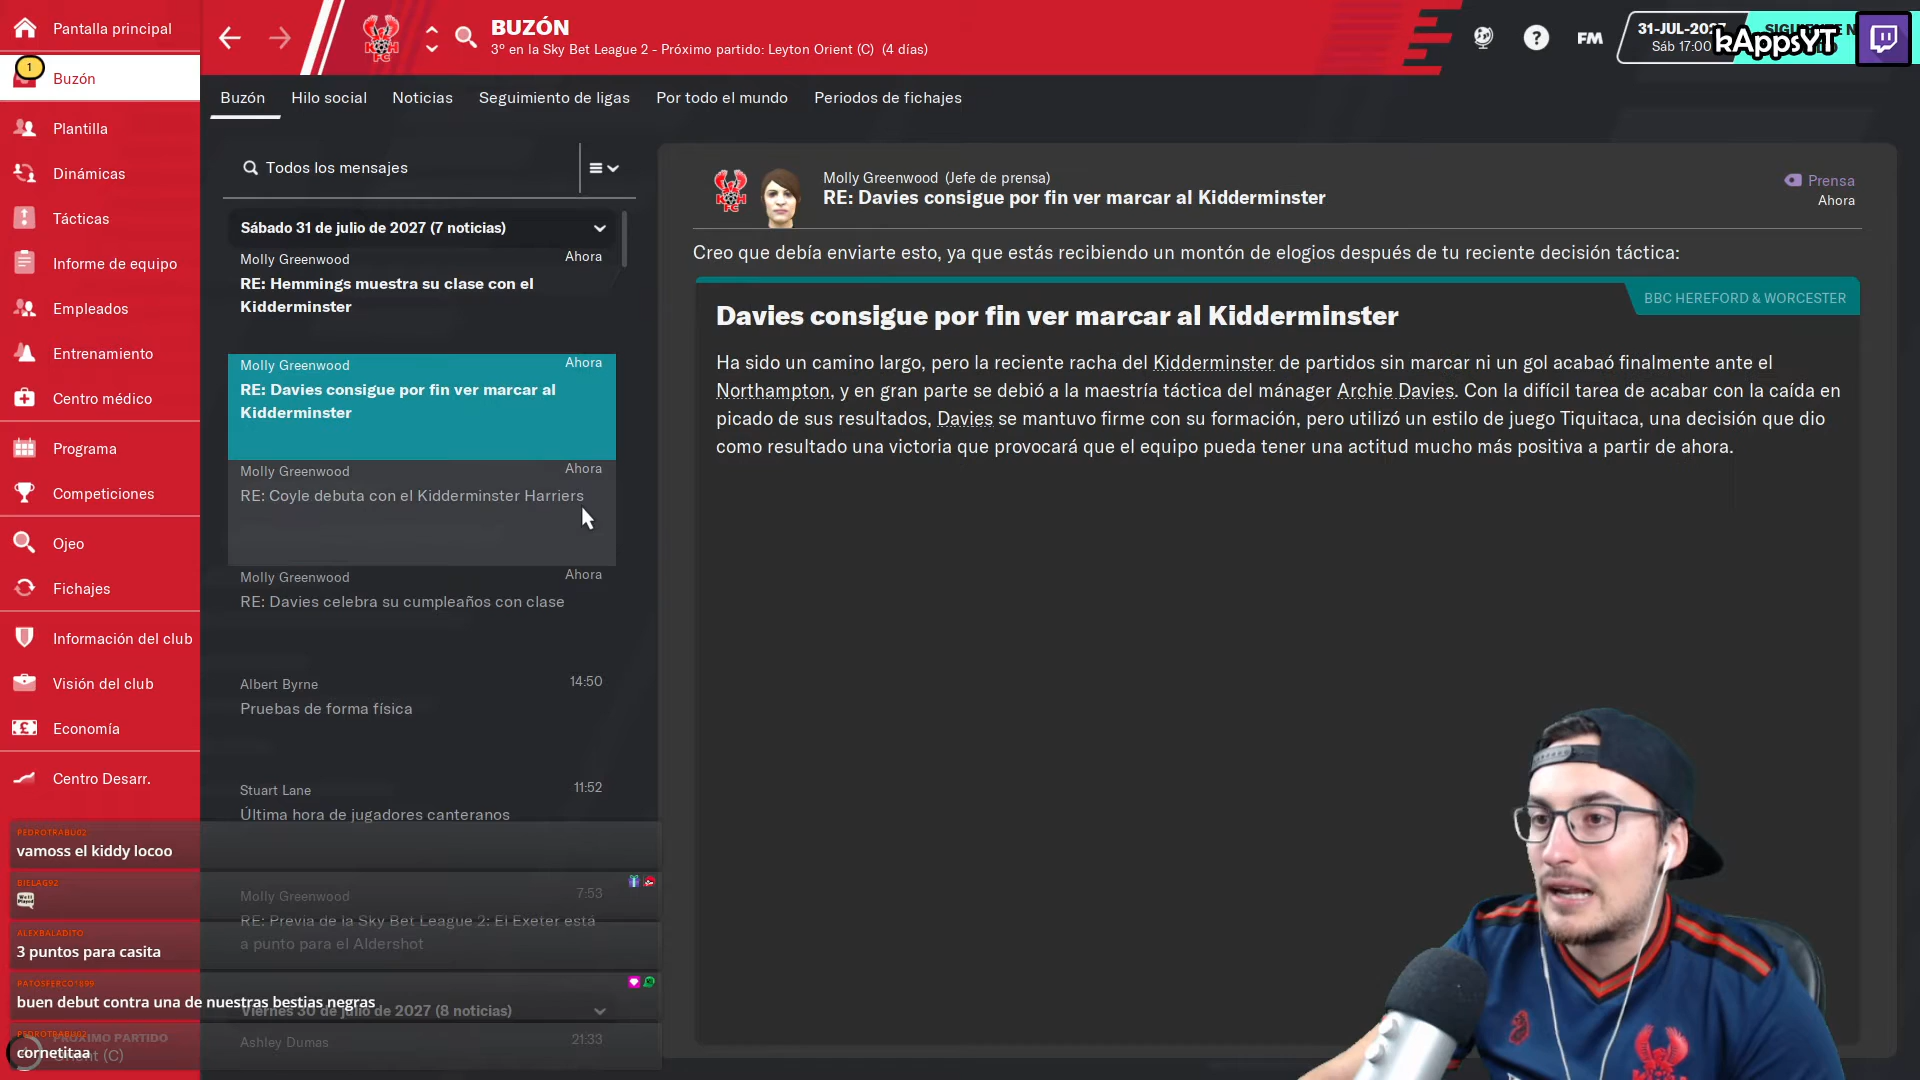 Pantalla principal
1
Buzón
Plantilla
Dinámicas
Tácticas
Informe de equipo
Empleados
Entrenamiento
Centro médico
Programa
Competiciones
Ojeo
Fichajes
Información del club
Visión del club
Economía
Centro Desarr.
BUZÓN
3º en la Sky Bet League 2 - Próximo partido: Leyton Orient (C) (4 días)
FM
31-JUL-2027
Sáb 17:00
kAppsYT
Buzón Hilo social Noticias Seguimiento de ligas Por todo el mundo Periodos de fichajes
Todos los mensajes
Sábado 31 de julio de 2027 (7 noticias)
Molly Greenwood Ahora
RE: Hemmings muestra su clase con el
Kidderminster
Molly Greenwood Ahora
RE: Davies consigue por fin ver marcar al
Kidderminster
Molly Greenwood Ahora
RE: Coyle debuta con el Kidderminster Harriers
Molly Greenwood Ahora
RE: Davies celebra su cumpleaños con clase
Albert Byrne 14:50
Pruebas de forma física
Stuart Lane 11:52
Última hora de jugadores canteranos
Molly Greenwood 7:53
RE: Previa de la Sky Bet League 2: El Exeter está
a punto para el Aldershot
Viernes 30 de julio de 2027 (8 noticias)
Ashley Dumas 21:33
Molly Greenwood (Jefe de prensa)
RE: Davies consigue por fin ver marcar al Kidderminster
Prensa
Ahora
Creo que debía enviarte esto, ya que estás recibiendo un montón de elogios después de tu reciente decisión táctica:
BBC HEREFORD & WORCESTER
Davies consigue por fin ver marcar al Kidderminster
Ha sido un camino largo, pero la reciente racha del Kidderminster de partidos sin marcar ni un gol acabaó finalmente ante el
Northampton, y en gran parte se debió a la maestría táctica del mánager Archie Davies. Con la difícil tarea de acabar con la caída en
picado de sus resultados, Davies se mantuvo firme con su formación, pero utilizó un estilo de juego Tiquitaca, una decisión que dio
como resultado una victoria que provocará que el equipo pueda tener una actitud mucho más positiva a partir de ahora.
PEDROTRABU02
vamoss el kiddy locoo
BIELAG92
ALEXBALADITO
3 puntos para casita
PATOSFERCO1899
buen debut contra una de nuestras bestias negras
PEDROTRABU02
cornetitaa
PRÓXIMO PARTIDO
Orient (C)